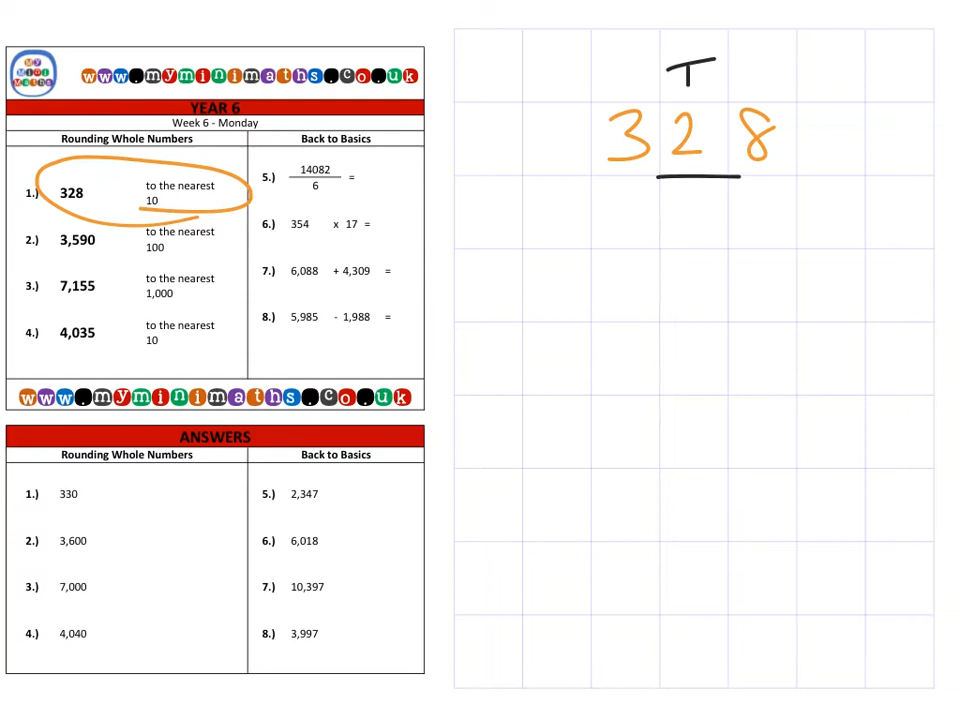 My
Mini
Maths
www.myminimaths.co.uk
YEAR 6
Week 6 - Monday
Rounding Whole Numbers
Back to Basics
1.) 328 to the nearest
10
2.) 3,590 to the nearest
100
3.) 7,155 to the nearest
1,000
4.) 4,035 to the nearest
10
5.) 14082
6 =
6.) 354 x 17 =
7.) 6,088 + 4,309 =
8.) 5,985 - 1,988 =
www.myminimaths.co.uk
ANSWERS
Rounding Whole Numbers
Back to Basics
1.) 330
2.) 3,600
3.) 7,000
4.) 4,040
5.) 2,347
6.) 6,018
7.) 10,397
8.) 3,997
T
328